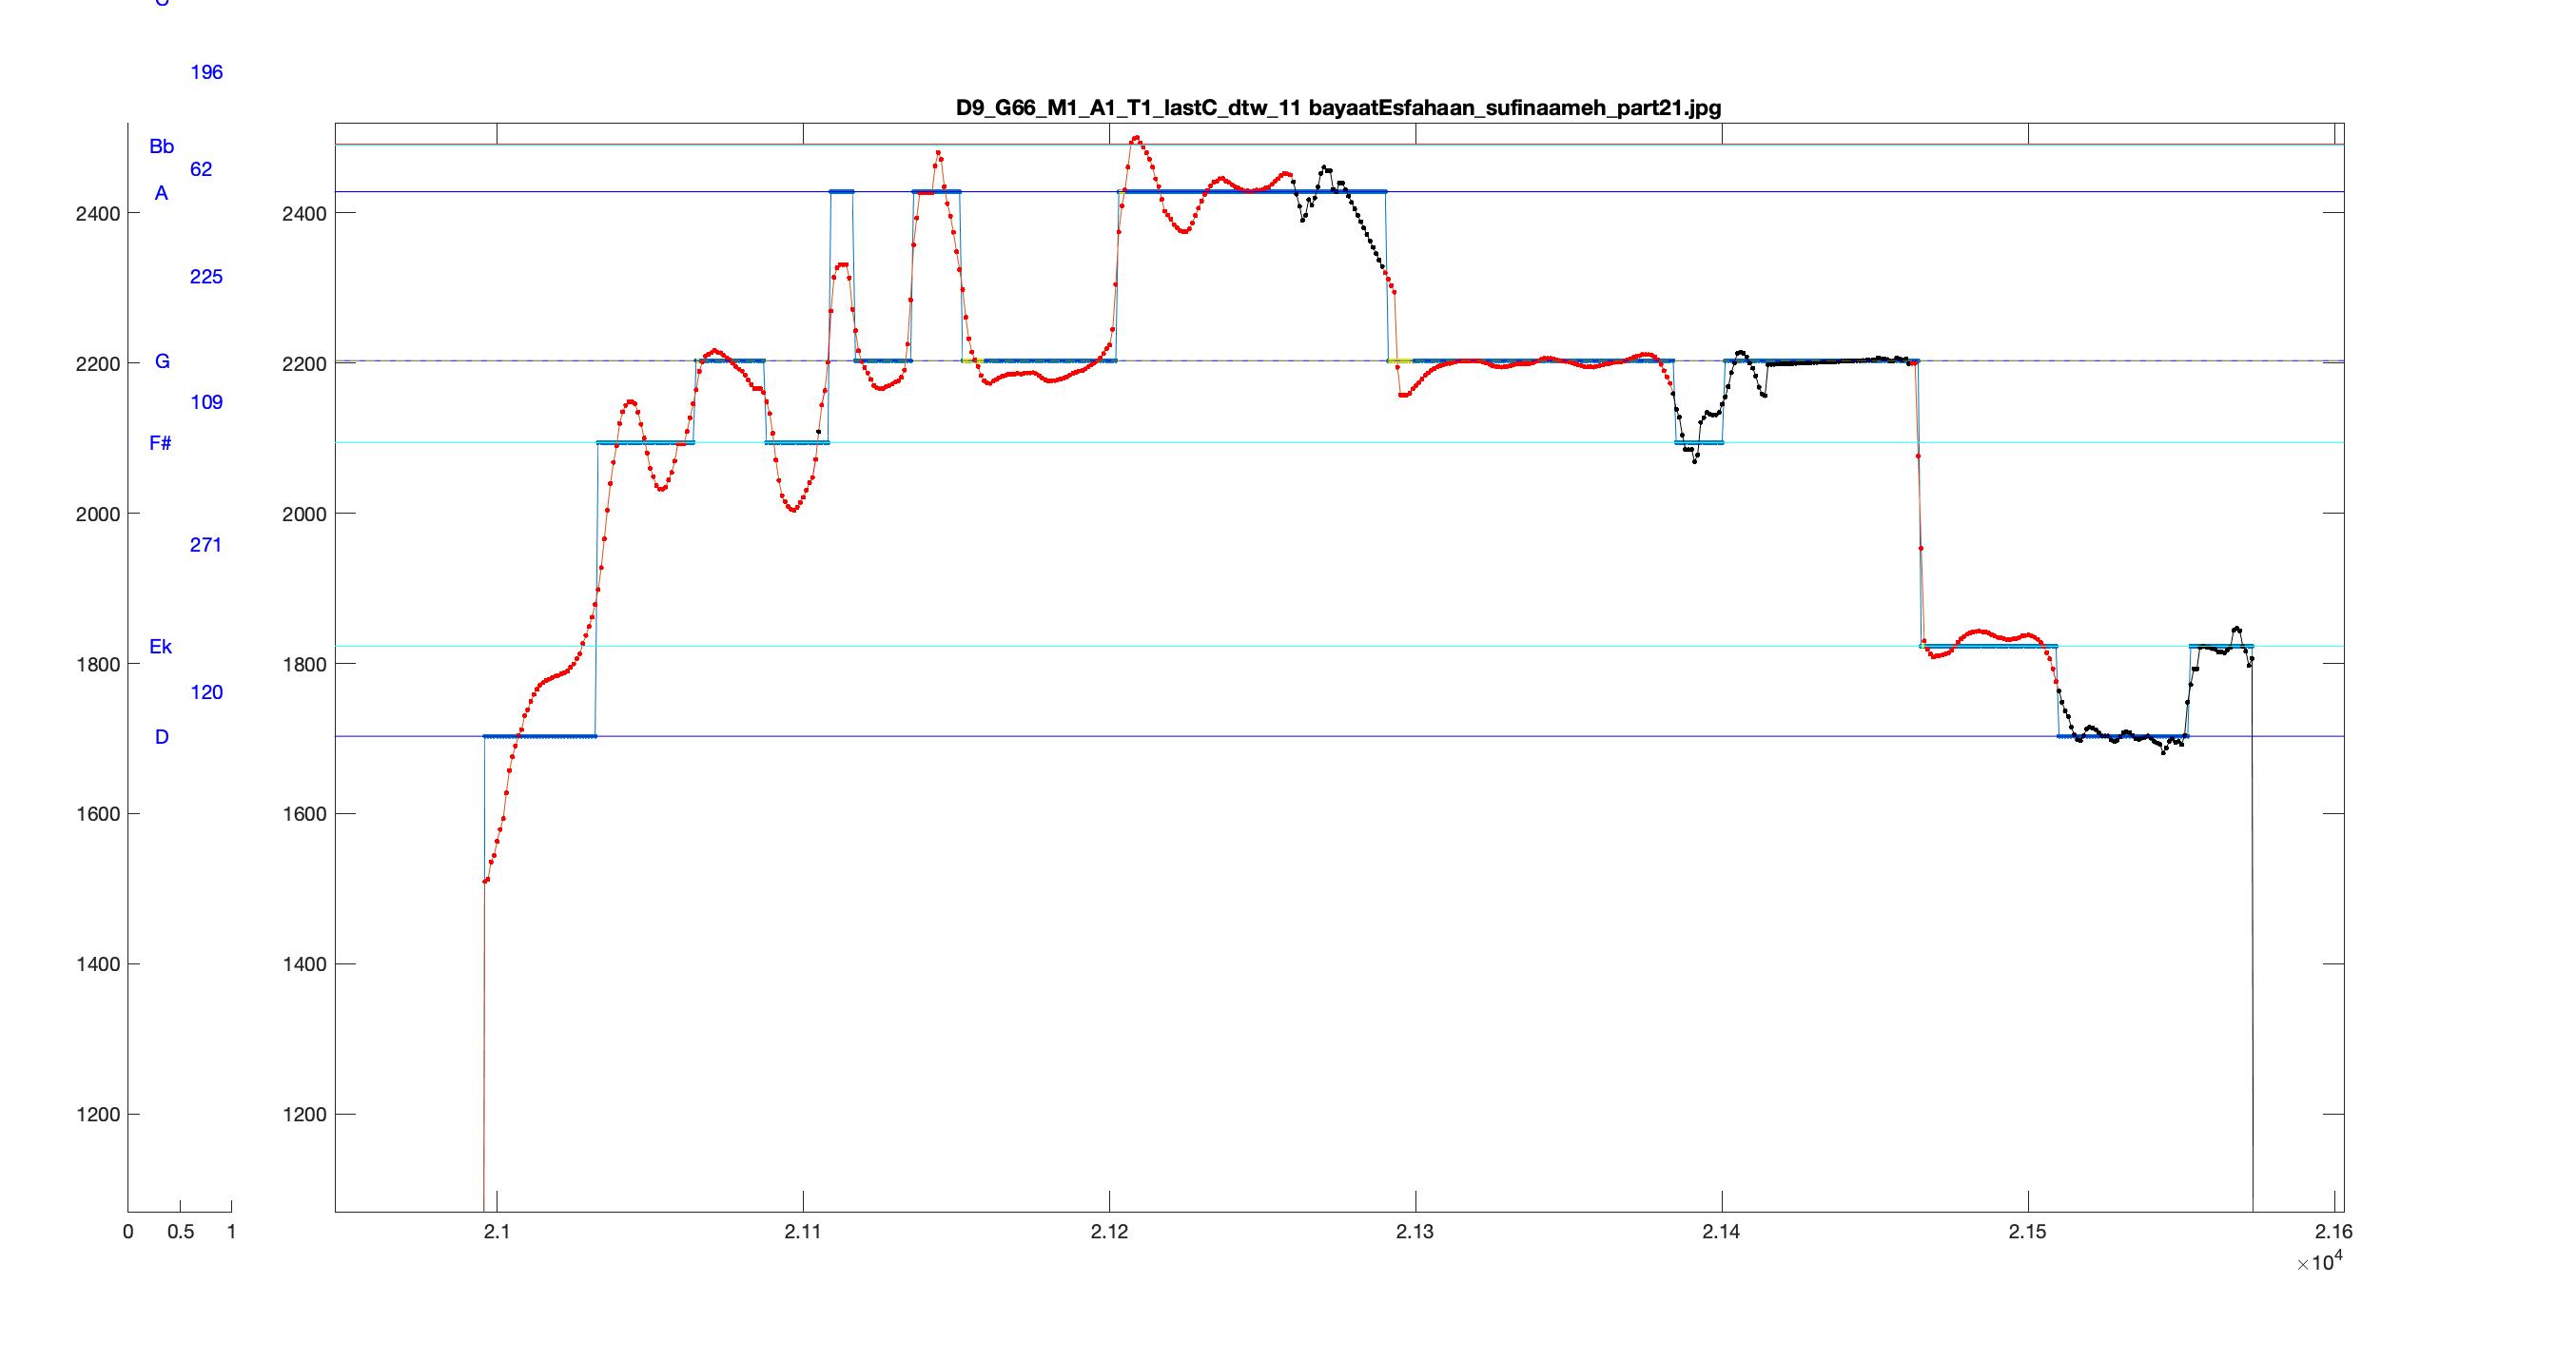 196
D9_G66_M1_A1_T1_lastC_dtw_11 bayaatEsfahaan_sufinaameh_part21.jpg
Bb
62
A
2400 2400
225
2200 G 2200
109
F#
2000 2000
271
Ek
1800 1800
120
D
1600 1600
1400 1400
1200 1200
0 0.5 1 2.1 2.11 2.12 2.13 2.14 2.15 2.16
×10^4